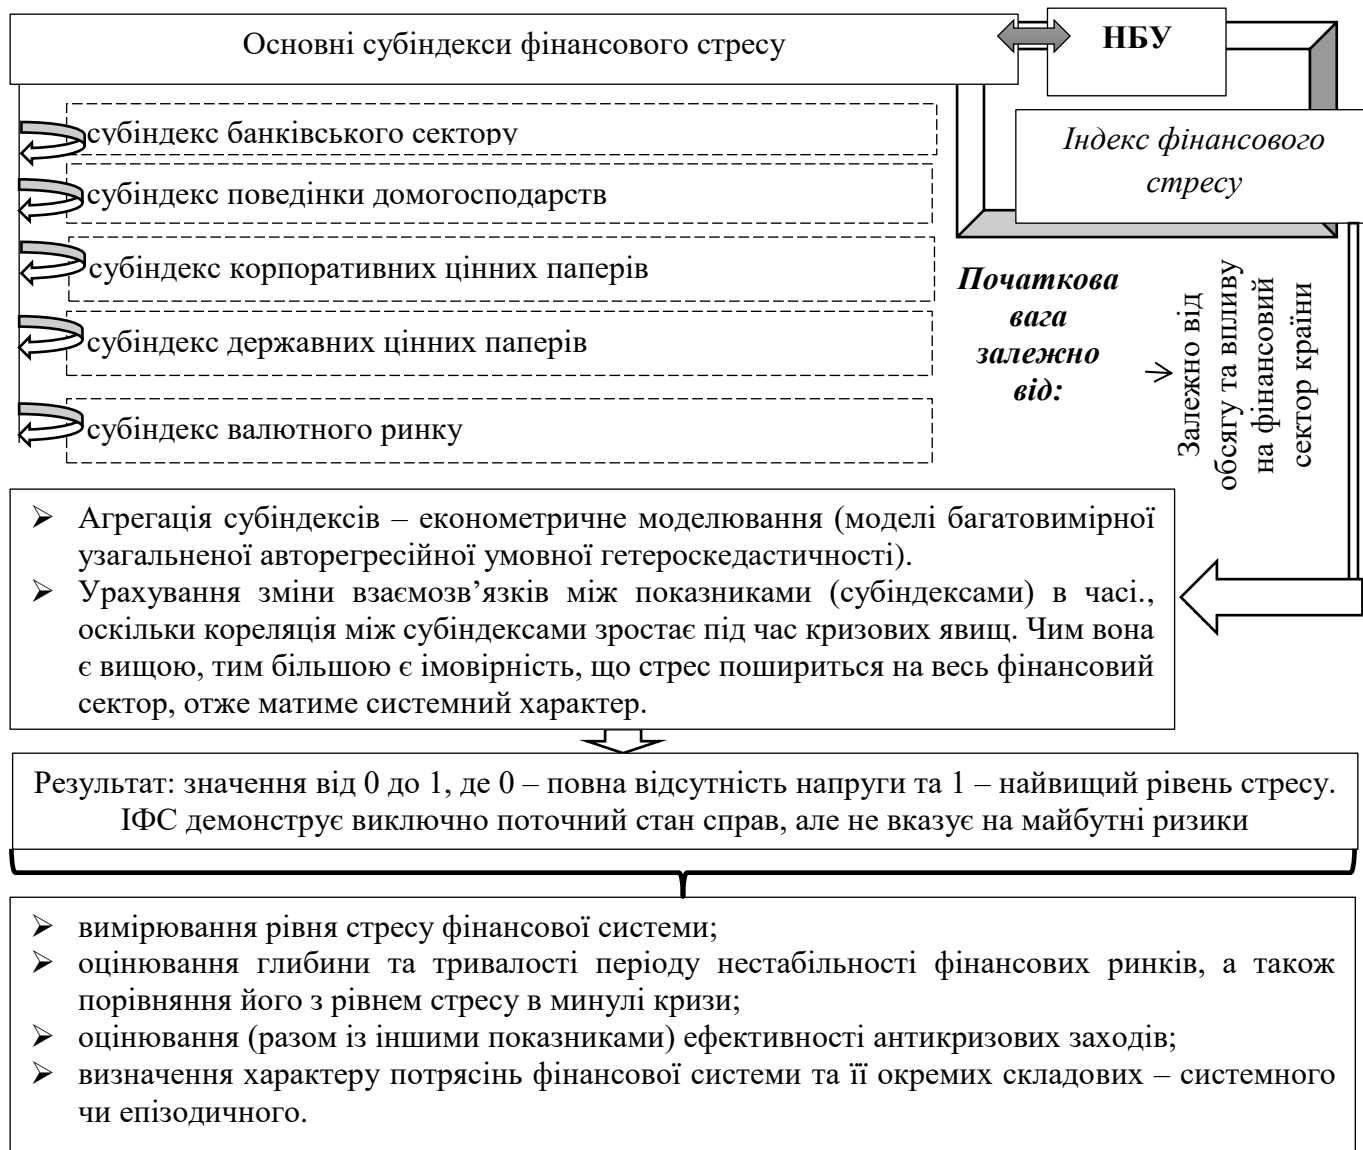 Основні субіндекси фінансового стресу
НБУ
Індекс фінансового
стресу
субіндекс банківського сектору
субіндекс поведінки домогосподарств
субіндекс корпоративних цінних паперів
субіндекс державних цінних паперів
субіндекс валютного ринку
Початкова
вага
залежно
від:
Залежно від
обсягу та впливу
на фінансовий
сектор країни
➢ Агрегація субіндексів – економетричне моделювання (моделі багатовимірної
узагальненої авторегресійної умовної гетероскедастичності).
➢ Урахування зміни взаємозв’язків між показниками (субіндексами) в часі.,
оскільки кореляція між субіндексами зростає під час кризових явищ. Чим вона
є вищою, тим більшою є імовірність, що стрес пошириться на весь фінансовий
сектор, отже матиме системний характер.
Результат: значення від 0 до 1, де 0 – повна відсутність напруги та 1 – найвищий рівень стресу.
ІФС демонструє виключно поточний стан справ, але не вказує на майбутні ризики
➢ вимірювання рівня стресу фінансової системи;
➢ оцінювання глибини та тривалості періоду нестабільності фінансових ринків, а також
порівняння його з рівнем стресу в минулі кризи;
➢ оцінювання (разом із іншими показниками) ефективності антикризових заходів;
➢ визначення характеру потрясінь фінансової системи та її окремих складових – системного
чи епізодичного.